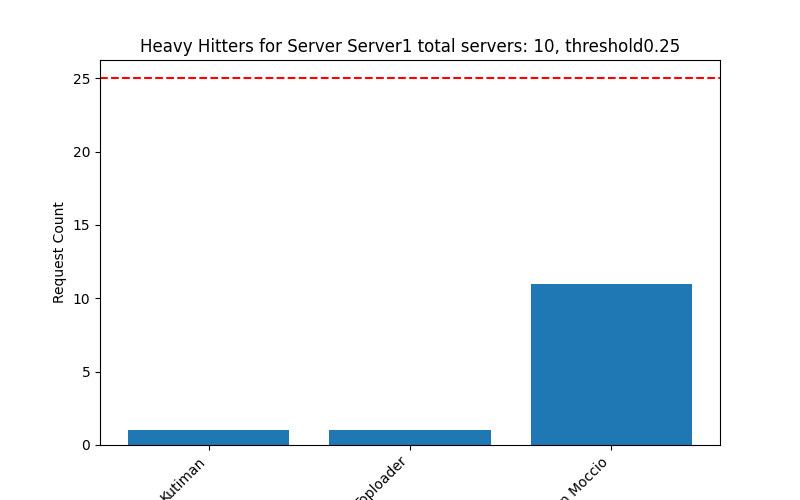 Heavy Hitters for Server Server1 total servers: 10, threshold0.25
25
20
15
10
5
0
Request Count
Kutiman
Moccio